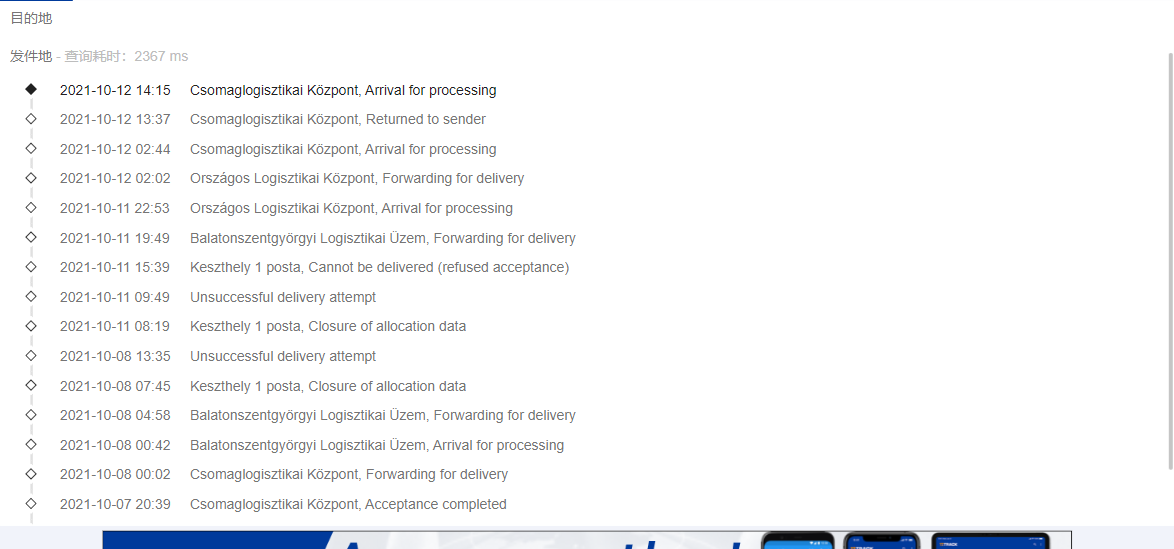 目的地
发件地 - 查询耗时：2367 ms
2021-10-12 14:15 Csomaglogisztikai Központ, Arrival for processing
2021-10-12 13:37 Csomaglogisztikai Központ, Returned to sender
2021-10-12 02:44 Csomaglogisztikai Központ, Arrival for processing
2021-10-12 02:02 Országos Logisztikai Központ, Forwarding for delivery
2021-10-11 22:53 Országos Logisztikai Központ, Arrival for processing
2021-10-11 19:49 Balatonszentgyörgyi Logisztikai Üzem, Forwarding for delivery
2021-10-11 15:39 Keszthely 1 posta, Cannot be delivered (refused acceptance)
2021-10-11 09:49 Unsuccessful delivery attempt
2021-10-11 08:19 Keszthely 1 posta, Closure of allocation data
2021-10-08 13:35 Unsuccessful delivery attempt
2021-10-08 07:45 Keszthely 1 posta, Closure of allocation data
2021-10-08 04:58 Balatonszentgyörgyi Logisztikai Üzem, Forwarding for delivery
2021-10-08 00:42 Balatonszentgyörgyi Logisztikai Üzem, Arrival for processing
2021-10-08 00:02 Csomaglogisztikai Központ, Forwarding for delivery
2021-10-07 20:39 Csomaglogisztikai Központ, Acceptance completed